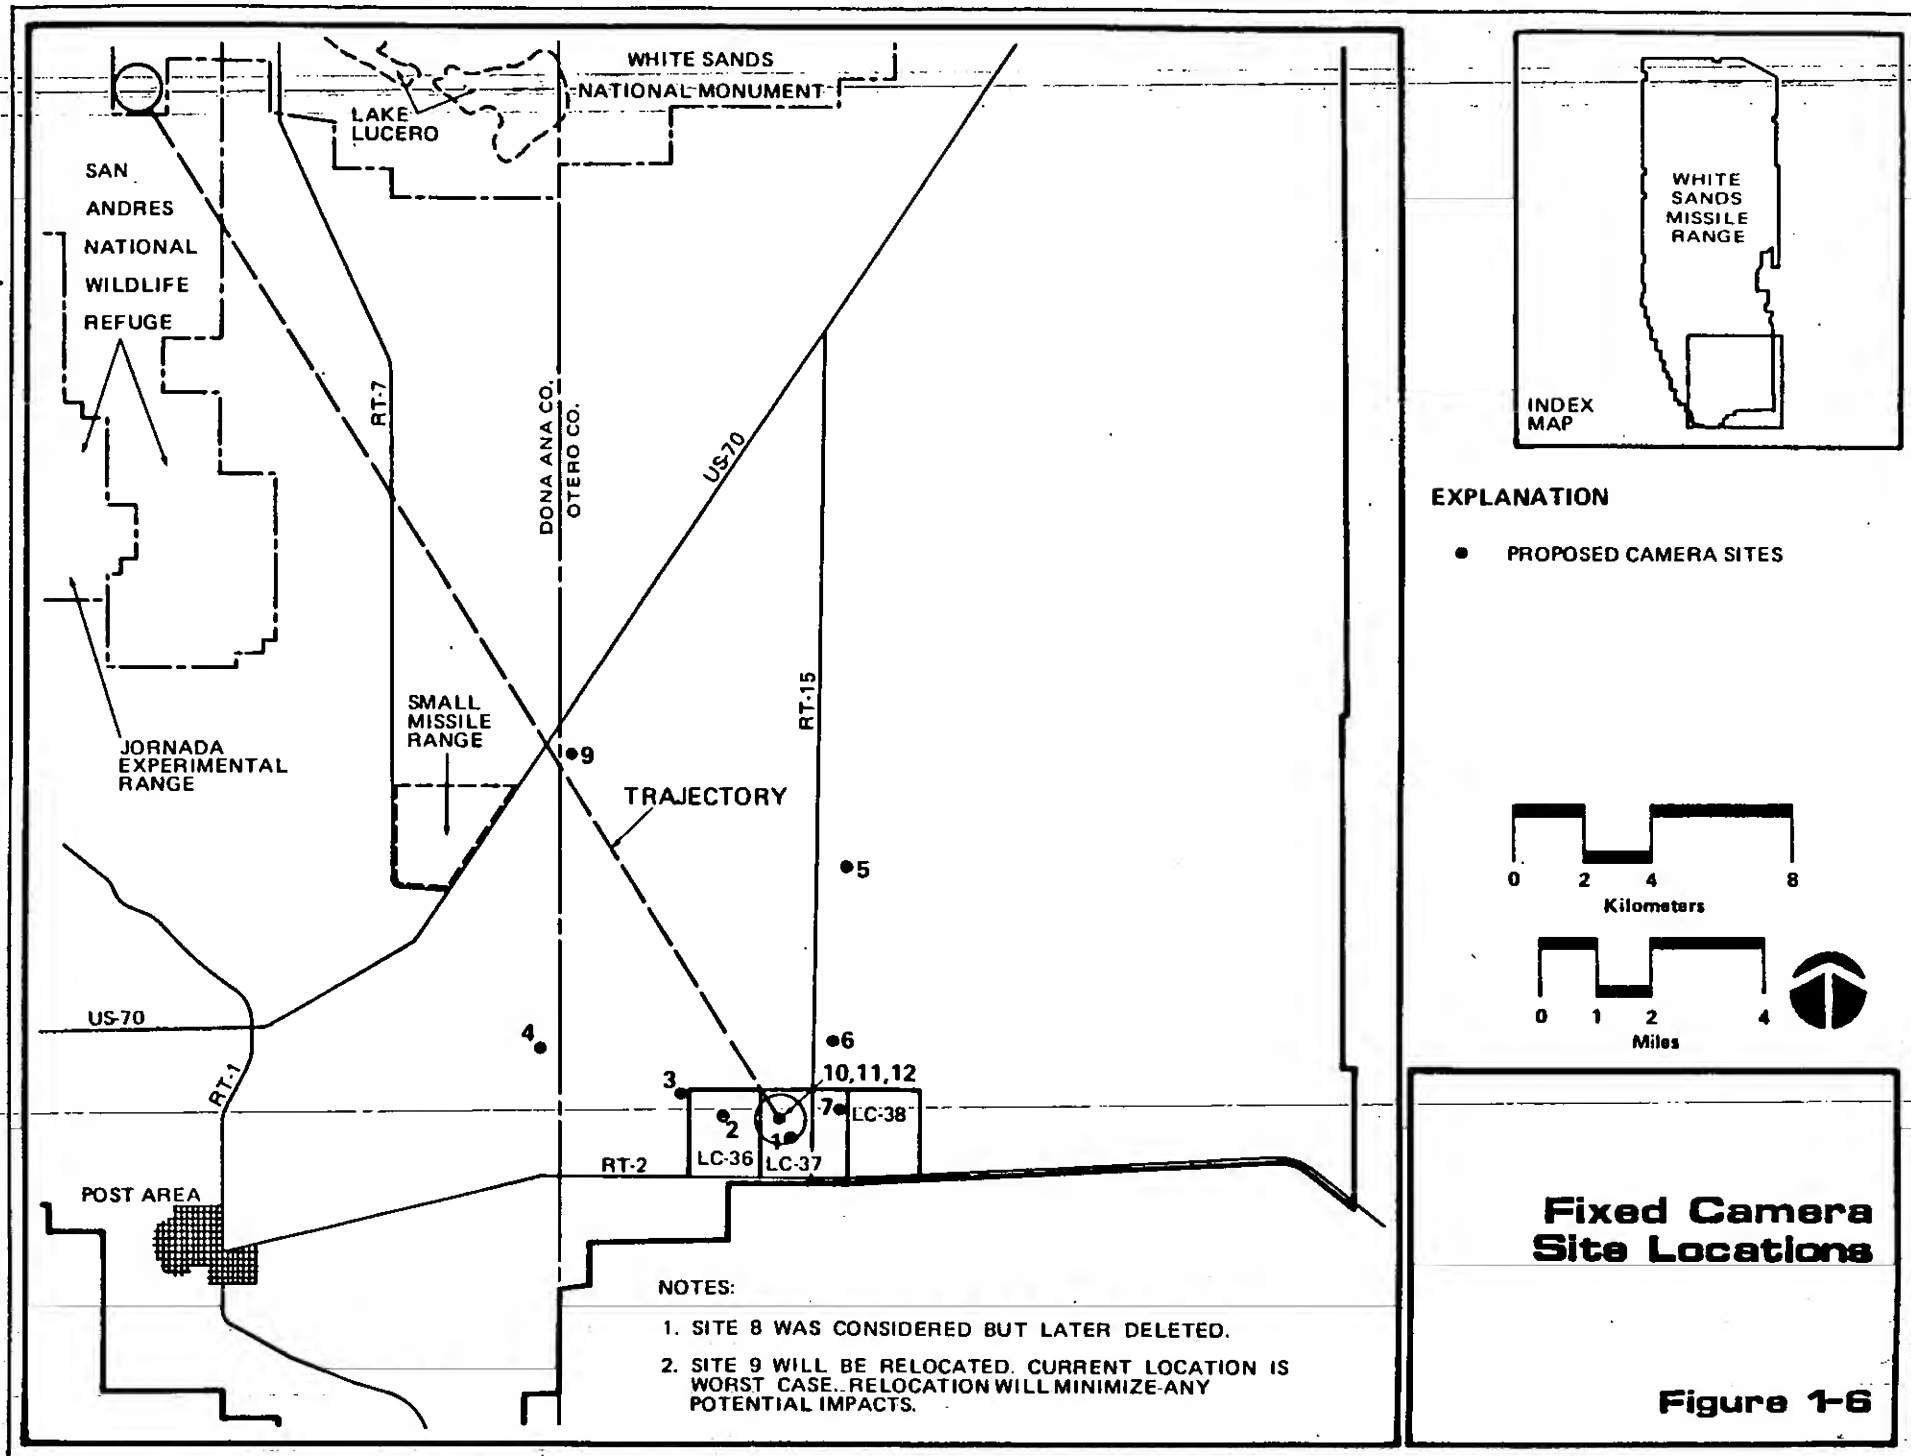 WHITE SANDS
NATIONAL MONUMENT
LAKE
LUCERO
SAN
ANDRES
NATIONAL
WILDLIFE
REFUGE
RT-7
DONA ANA CO.
OTERO CO.
US-70
RT-15
SMALL
MISSILE
RANGE
JORNADA
EXPERIMENTAL
RANGE
9
TRAJECTORY
5
US-70
4
6
RT-1
3
10,11,12
7
LC-38
2
1
LC-36
LC-37
RT-2
POST AREA
NOTES:
1. SITE 8 WAS CONSIDERED BUT LATER DELETED.
2. SITE 9 WILL BE RELOCATED. CURRENT LOCATION IS
WORST CASE. RELOCATION WILL MINIMIZE ANY
POTENTIAL IMPACTS.
WHITE
SANDS
MISSILE
RANGE
INDEX
MAP
EXPLANATION
● PROPOSED CAMERA SITES
0 2 4 8
Kilometers
0 1 2 4
Miles
Fixed Camera
Site Locations
Figure 1-6